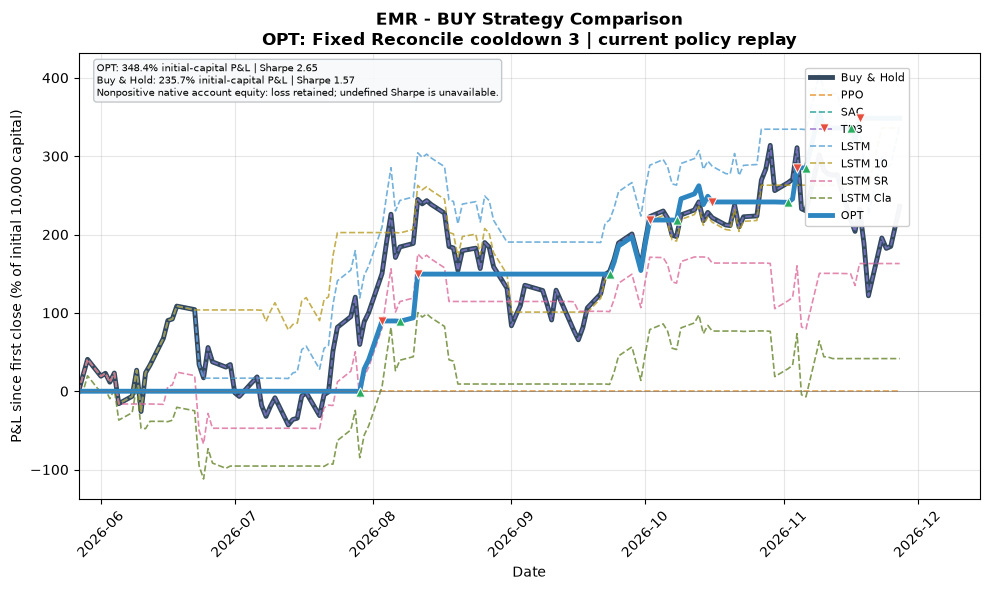 EMR - BUY Strategy Comparison
OPT: Fixed Reconcile cooldown 3 | current policy replay
OPT: 348.4% initial-capital P&L | Sharpe 2.65
Buy & Hold: 235.7% initial-capital P&L | Sharpe 1.57
Nonpositive native account equity: loss retained; undefined Sharpe is unavailable.
Buy & Hold
PPO
SAC
TD3
LSTM
LSTM 10
LSTM SR
LSTM Cla
OPT
P&L since first close (% of initial 10,000 capital)
400
300
200
100
0
−100
2026-06
2026-07
2026-08
2026-09
2026-10
2026-11
2026-12
Date